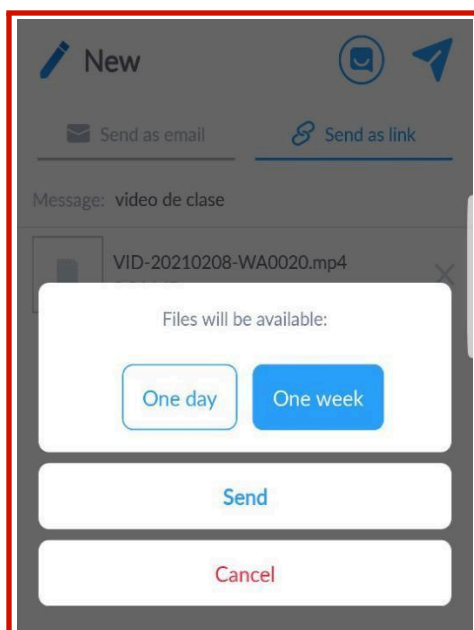 New
Send as email Send as link
Message: video de clase
VID-20210208-WA0020.mp4
Files will be available:
One day One week
Send
Cancel